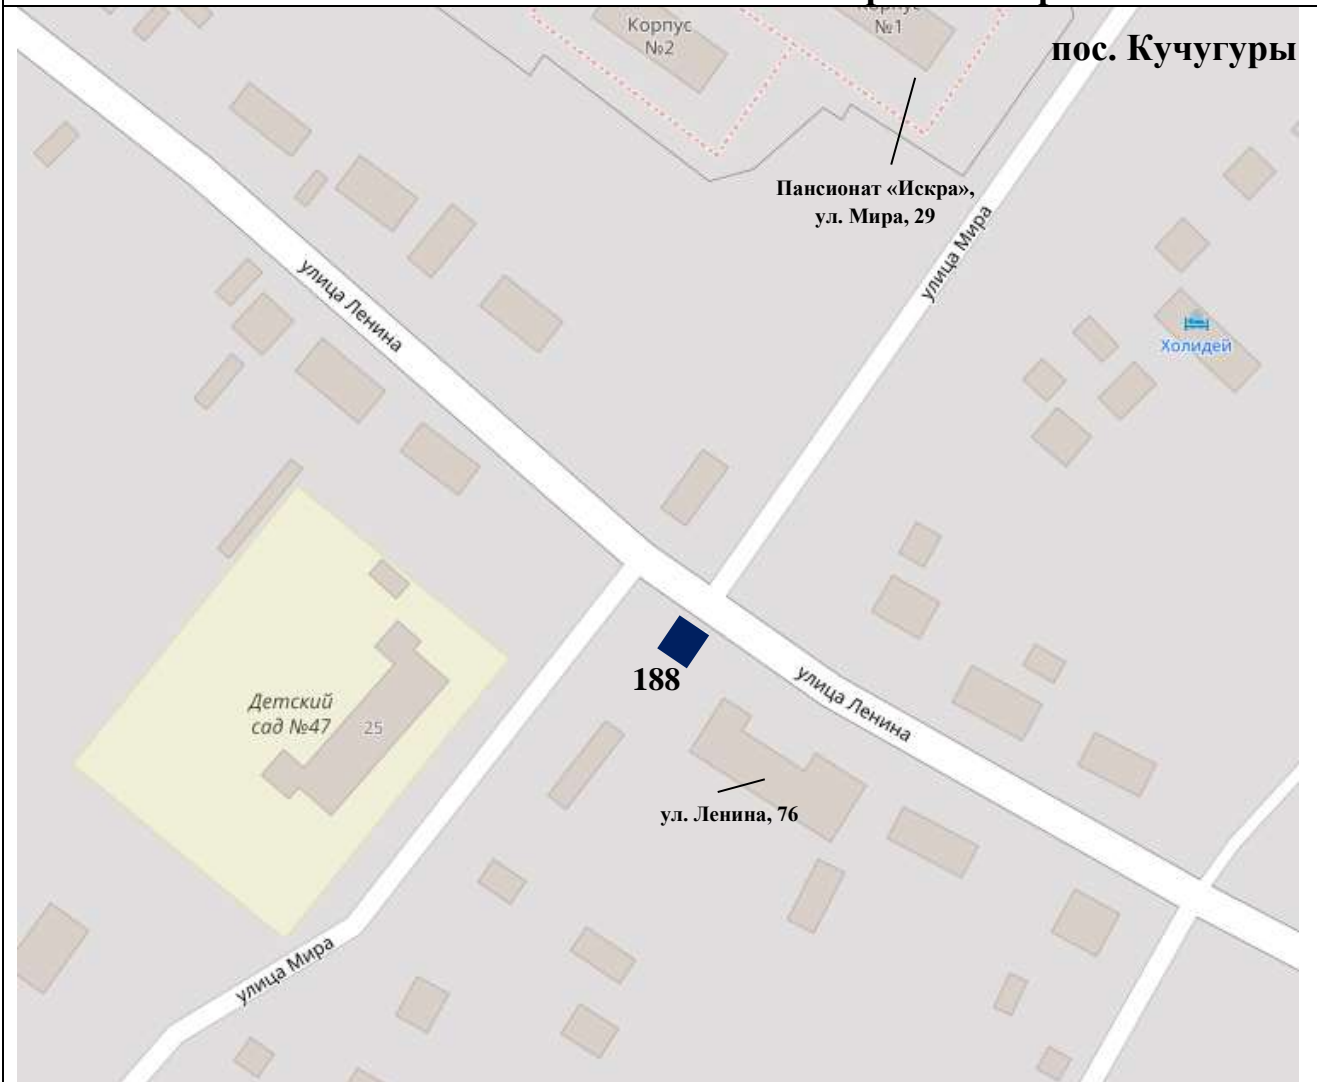 Корпус
№2
Корпус
№1
пос. Кучугуры
Пансионат «Искра»,
ул. Мира, 29
улица Мира
улица Ленина
Холидей
188
улица Ленина
Детский
сад №47
25
ул. Ленина, 76
улица Мира